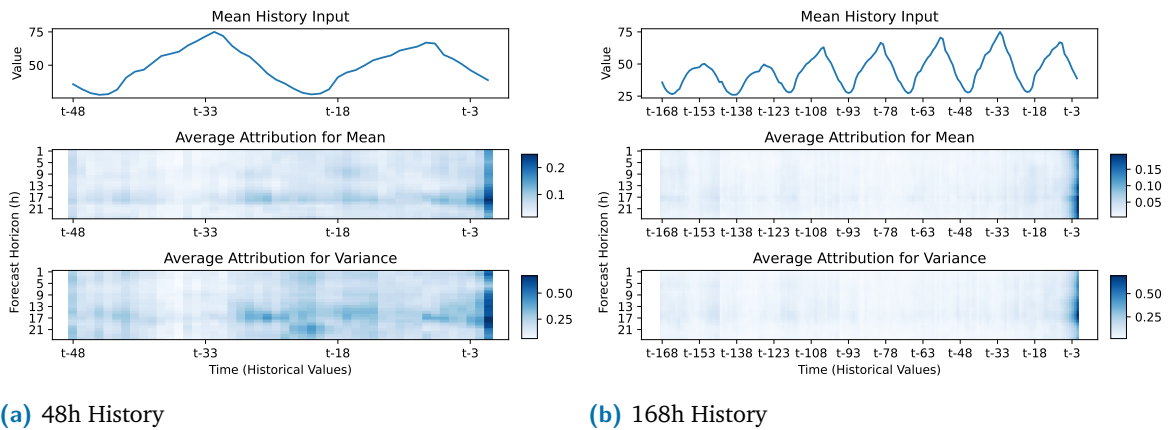 Mean History Input
Value
75
50
t-48 t-33 t-18 t-3
Average Attribution for Mean
1
5
9
13
17
21
0.2
0.1
t-48 t-33 t-18 t-3
Average Attribution for Variance
Forecast Horizon (h)
1
5
9
13
17
21
0.50
0.25
t-48 t-33 t-18 t-3
Time (Historical Values)
(a) 48h History
Mean History Input
Value
75
50
25
t-168 t-153 t-138 t-123 t-108 t-93 t-78 t-63 t-48 t-33 t-18 t-3
Average Attribution for Mean
1
5
9
13
17
21
0.15
0.10
0.05
t-168 t-153 t-138 t-123 t-108 t-93 t-78 t-63 t-48 t-33 t-18 t-3
Average Attribution for Variance
Forecast Horizon (h)
1
5
9
13
17
21
0.50
0.25
t-168 t-153 t-138 t-123 t-108 t-93 t-78 t-63 t-48 t-33 t-18 t-3
Time (Historical Values)
(b) 168h History